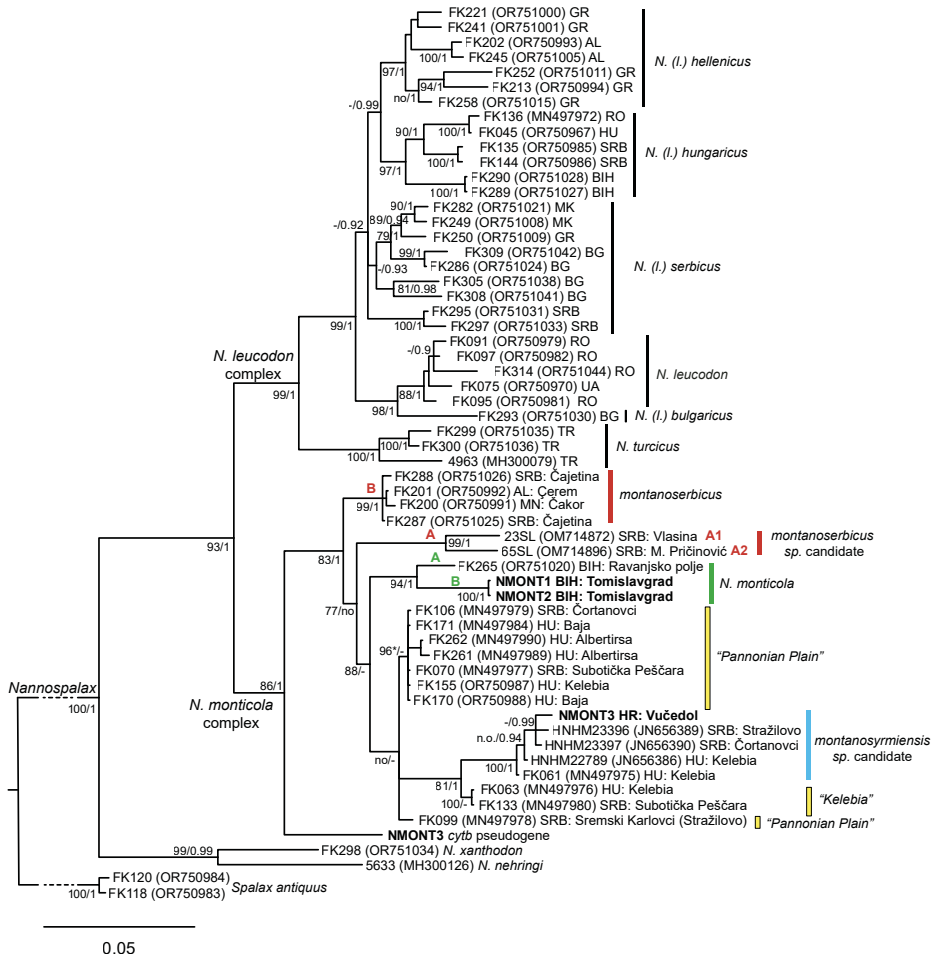 FK221 (OR751000) GR
FK241 (OR751001) GR
FK202 (OR750993) AL
100/1
FK245 (OR751005) AL
N. (l.) hellenicus
97/1
FK252 (OR751011) GR
94/1
FK213 (OR750994) GR
no/1
FK258 (OR751015) GR
-/0.99
FK136 (MN497972) RO
90/1
100/1
FK045 (OR750967) HU
FK135 (OR750985) SRB
N. (l.) hungaricus
100/1
FK144 (OR750986) SRB
97/1
FK290 (OR751028) BIH
100/1
FK289 (OR751027) BIH
90/1
FK282 (OR751021) MK
89/0.94
FK249 (OR751008) MK
-/0.92
79/1
FK250 (OR751009) GR
99/1
FK309 (OR751042) BG
-/0.93
FK286 (OR751024) BG
N. (l.) serbicus
FK305 (OR751038) BG
81/0.98
FK308 (OR751041) BG
FK295 (OR751031) SRB
100/1
FK297 (OR751033) SRB
99/1
FK091 (OR750979) RO
-/0.9
FK097 (OR750982) RO
N. leucodon
complex
FK314 (OR751044) RO
N. leucodon
FK075 (OR750970) UA
88/1
99/1
FK095 (OR750981) RO
98/1
FK293 (OR751030) BG
N. (l.) bulgaricus
FK299 (OR751035) TR
100/1
FK300 (OR751036) TR
N. turcicus
100/1
4963 (MH300079) TR
FK288 (OR751026) SRB: Čajetina
B
FK201 (OR750992) AL: Çerem
montanoserbicus
99/1
FK200 (OR750991) MN: Čakor
FK287 (OR751025) SRB: Čajetina
A
23SL (OM714872) SRB: Vlasina A1
99/1
montanoserbicus
sp. candidate
93/1
83/1
65SL (OM714896) SRB: M. Pričinović A2
A
FK265 (OR751020) BIH: Ravanjsko polje
94/1
B
NMONT1 BIH: Tomislavgrad
N. monticola
100/1
NMONT2 BIH: Tomislavgrad
77/no
FK106 (MN497979) SRB: Čortanovci
FK171 (MN497984) HU: Baja
FK262 (MN497990) HU: Albertirsa
96*/-
FK261 (MN497989) HU: Albertirsa
“Pannonian Plain”
88/-
FK070 (MN497977) SRB: Subotička Peščara
FK155 (OR750987) HU: Kelebia
Nannospalax
86/1
FK170 (OR750988) HU: Baja
N. monticola
complex
100/1
NMONT3 HR: Vučedol
-/0.99
HNHM23396 (JN656389) SRB: Stražilovo
n.o./0.94
HNHM23397 (JN656390) SRB: Čortanovci
montanosyrmiensis
sp. candidate
HNHM22789 (JN656386) HU: Kelebia
no/-
100/1
FK061 (MN497975) HU: Kelebia
81/1
FK063 (MN497976) HU: Kelebia
“Kelebia”
100/-
FK133 (MN497980) SRB: Subotička Peščara
FK099 (MN497978) SRB: Sremski Karlovci (Stražilovo)
“Pannonian Plain”
NMONT3 cytb pseudogene
99/0.99
FK298 (OR751034) N. xanthodon
5633 (MH300126) N. nehringi
FK120 (OR750984)
Spalax antiquus
100/1
FK118 (OR750983)
0.05